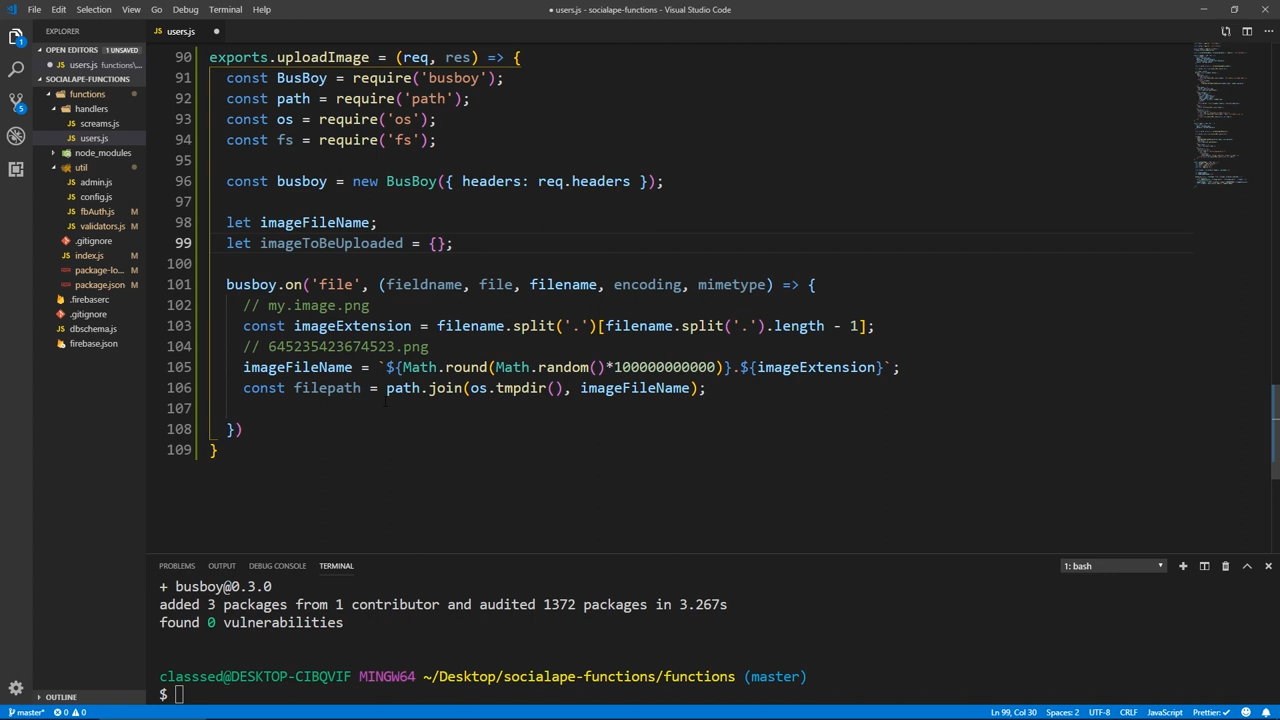 File Edit Selection View Go Debug Terminal Help
● users.js - socialape-functions - Visual Studio Code
EXPLORER
OPEN EDITORS 1 UNSAVED
● users.js functions\...
SOCIALAPE-FUNCTIONS
functions
handlers
screams.js
users.js
node_modules
util
admin.js
config.js
fbAuth.js M
validators.js M
.gitignore
index.js M
package-lo... M
package.json M
.firebaserc
.gitignore
dbschema.js
firebase.json
OUTLINE
users.js ●
90 exports.uploadImage = (req, res) => {
91 const BusBoy = require('busboy');
92 const path = require('path');
93 const os = require('os');
94 const fs = require('fs');
95
96 const busboy = new BusBoy({ headers: req.headers });
97
98 let imageFileName;
99 let imageToBeUploaded = {};
100
101 busboy.on('file', (fieldname, file, filename, encoding, mimetype) => {
102 // my.image.png
103 const imageExtension = filename.split('.')[filename.split('.').length - 1];
104 // 645235423674523.png
105 imageFileName = `${Math.round(Math.random()*100000000000)}.${imageExtension}`;
106 const filepath = path.join(os.tmpdir(), imageFileName);
107
108 })
109 }
PROBLEMS OUTPUT DEBUG CONSOLE TERMINAL
1: bash
+ busboy@0.3.0
added 3 packages from 1 contributor and audited 1372 packages in 3.267s
found 0 vulnerabilities
classsed@DESKTOP-CIBQVIF MINGW64 ~/Desktop/socialape-functions/functions (master)
$
master* 0 0
Ln 99, Col 30 Spaces: 2 UTF-8 CRLF JavaScript Prettier: ✓